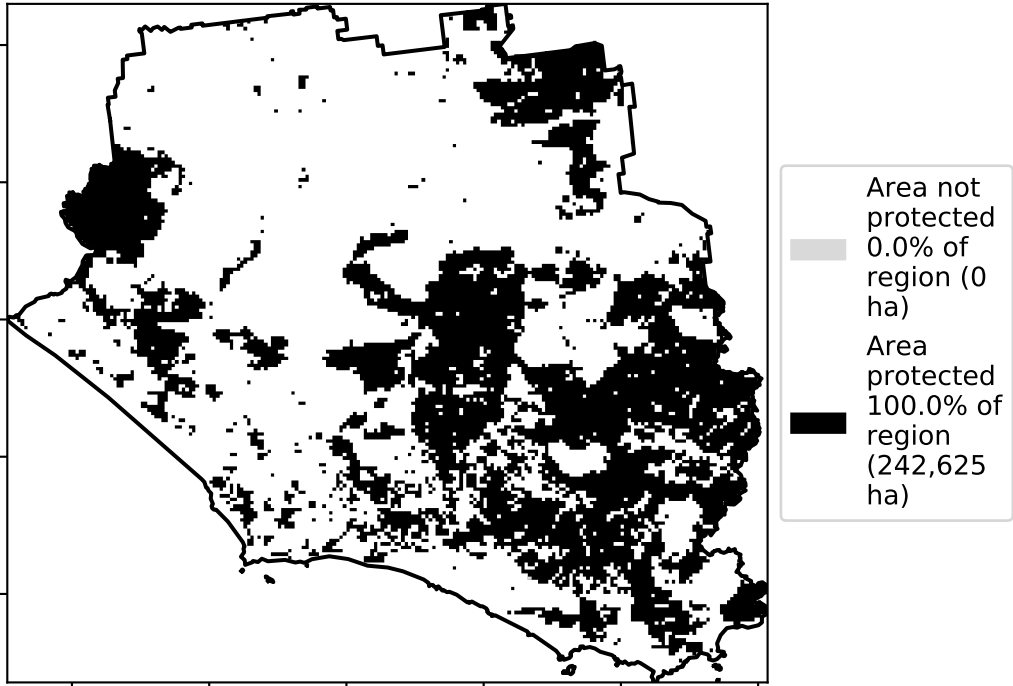 Area not
protected
0.0% of
region (0
ha)
Area
protected
100.0% of
region
(242,625
ha)